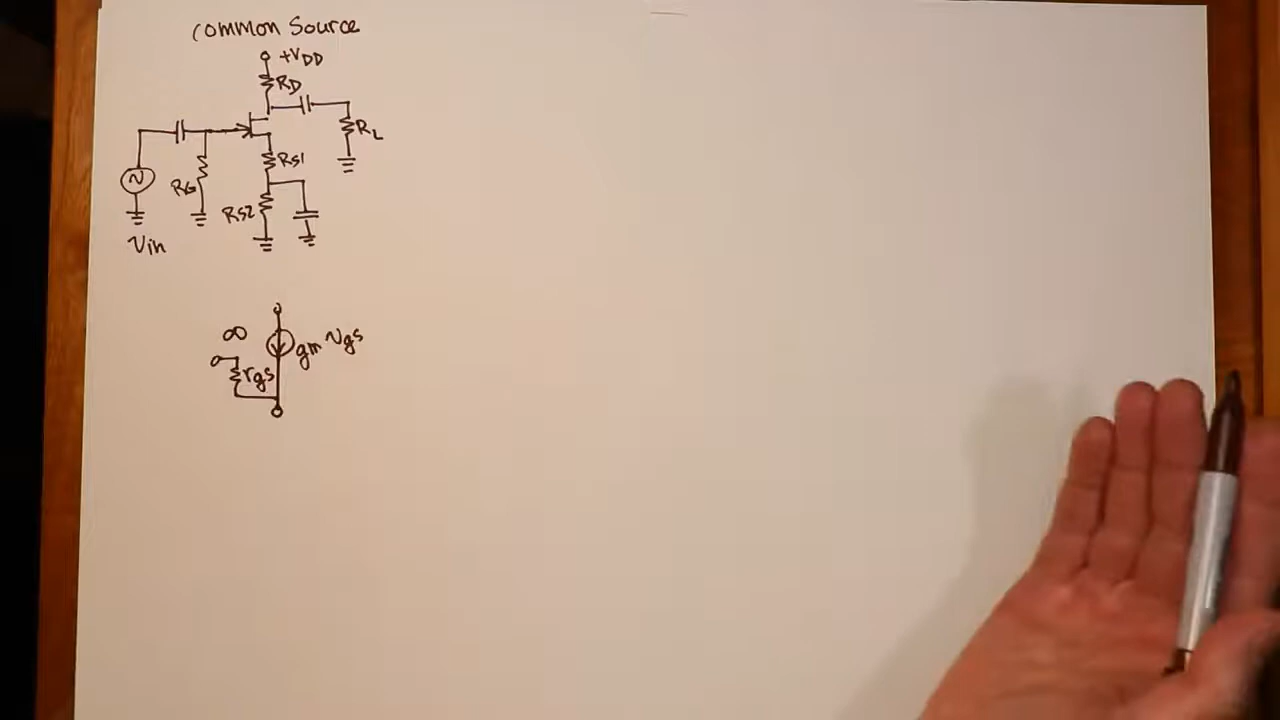 Common Source
+VDD
RD
RL
RS1
RG
RS2
Vin
∞
gm vgs
rgs